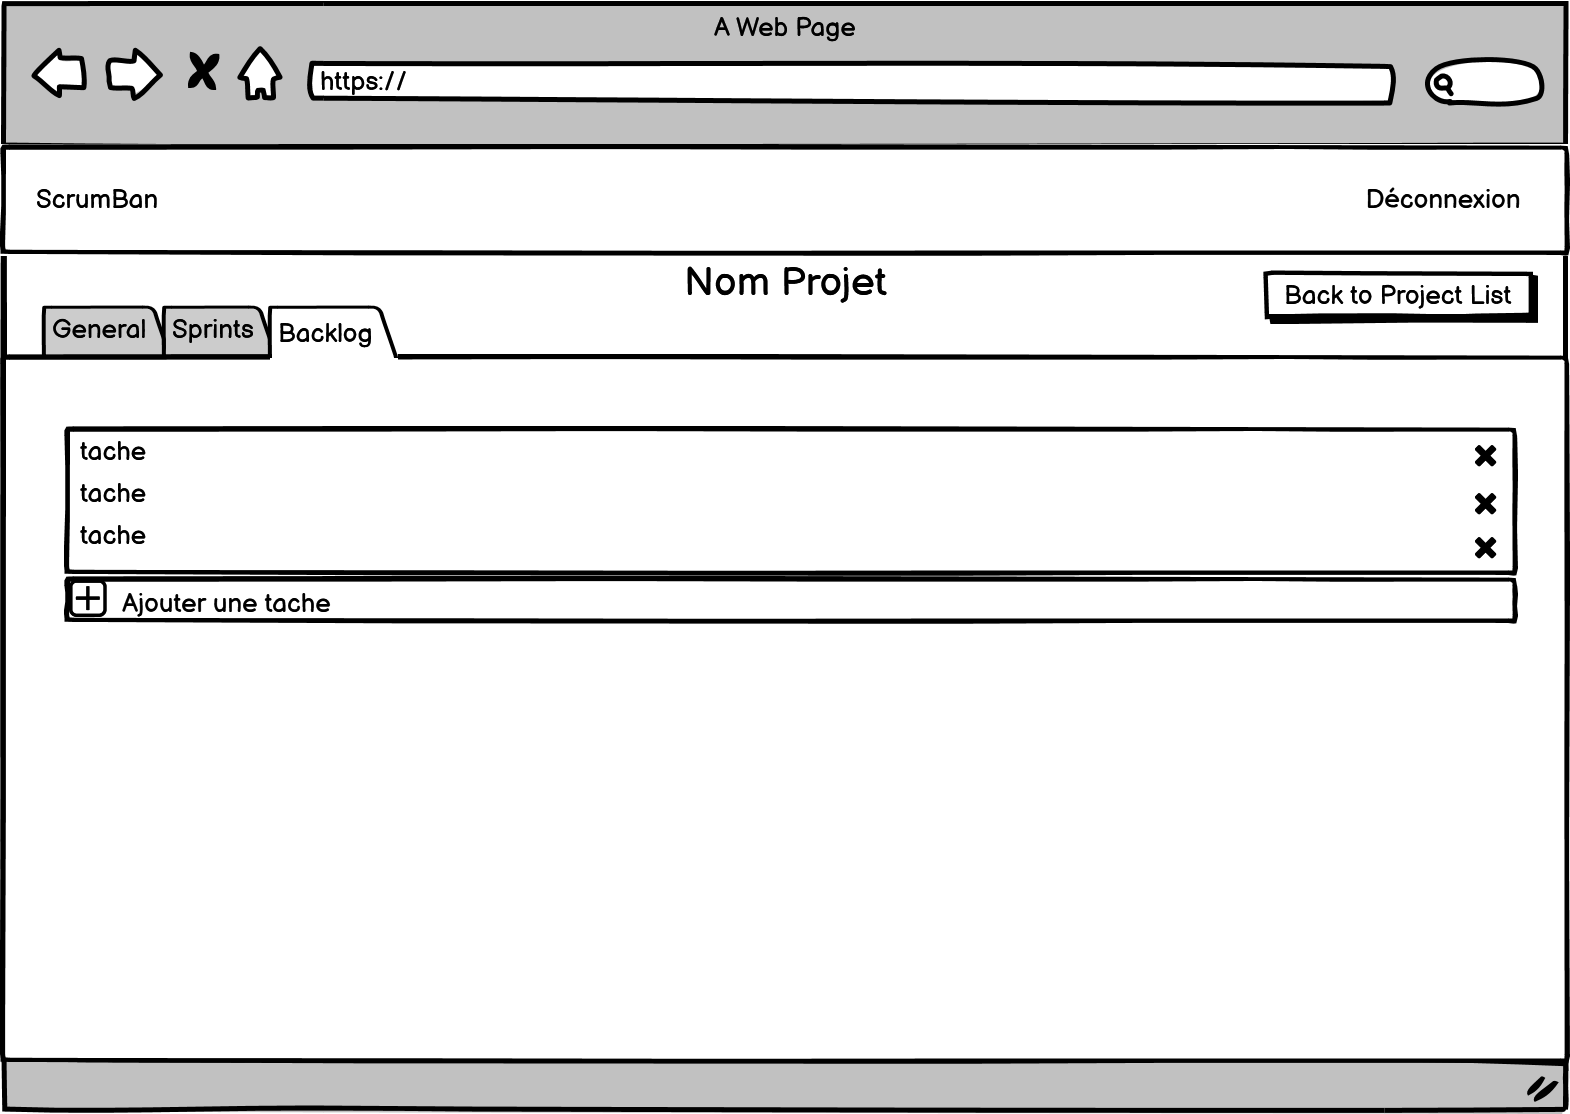 A Web Page
https://
ScrumBan
Déconnexion
Nom Projet
Back to Project List
General
Sprints
Backlog
tache
tache
tache
Ajouter une tache